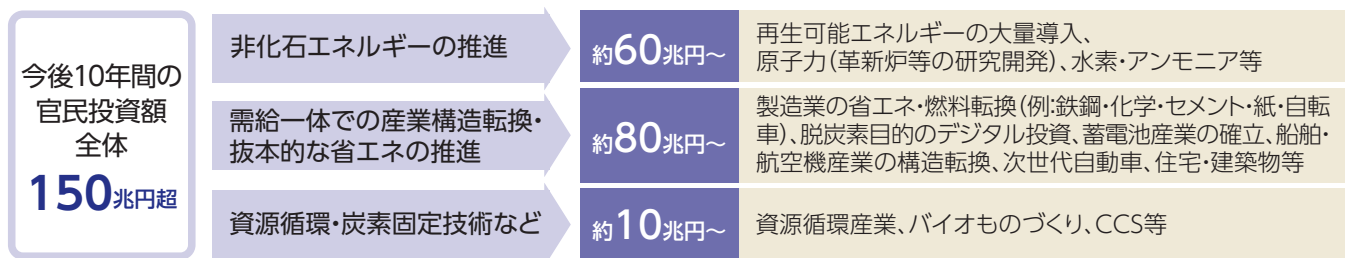 今後10年間の
官民投資額
全体
150兆円超
非化石エネルギーの推進
約60兆円～
再生可能エネルギーの大量導入、
原子力(革新炉等の研究開発)、水素・アンモニア等
需給一体での産業構造転換・
抜本的な省エネの推進
約80兆円～
製造業の省エネ・燃料転換(例:鉄鋼・化学・セメント・紙・自転
車)、脱炭素目的のデジタル投資、蓄電池産業の確立、船舶・
航空機産業の構造転換、次世代自動車、住宅・建築物等
資源循環・炭素固定技術など
約10兆円～
資源循環産業、バイオものづくり、CCS等